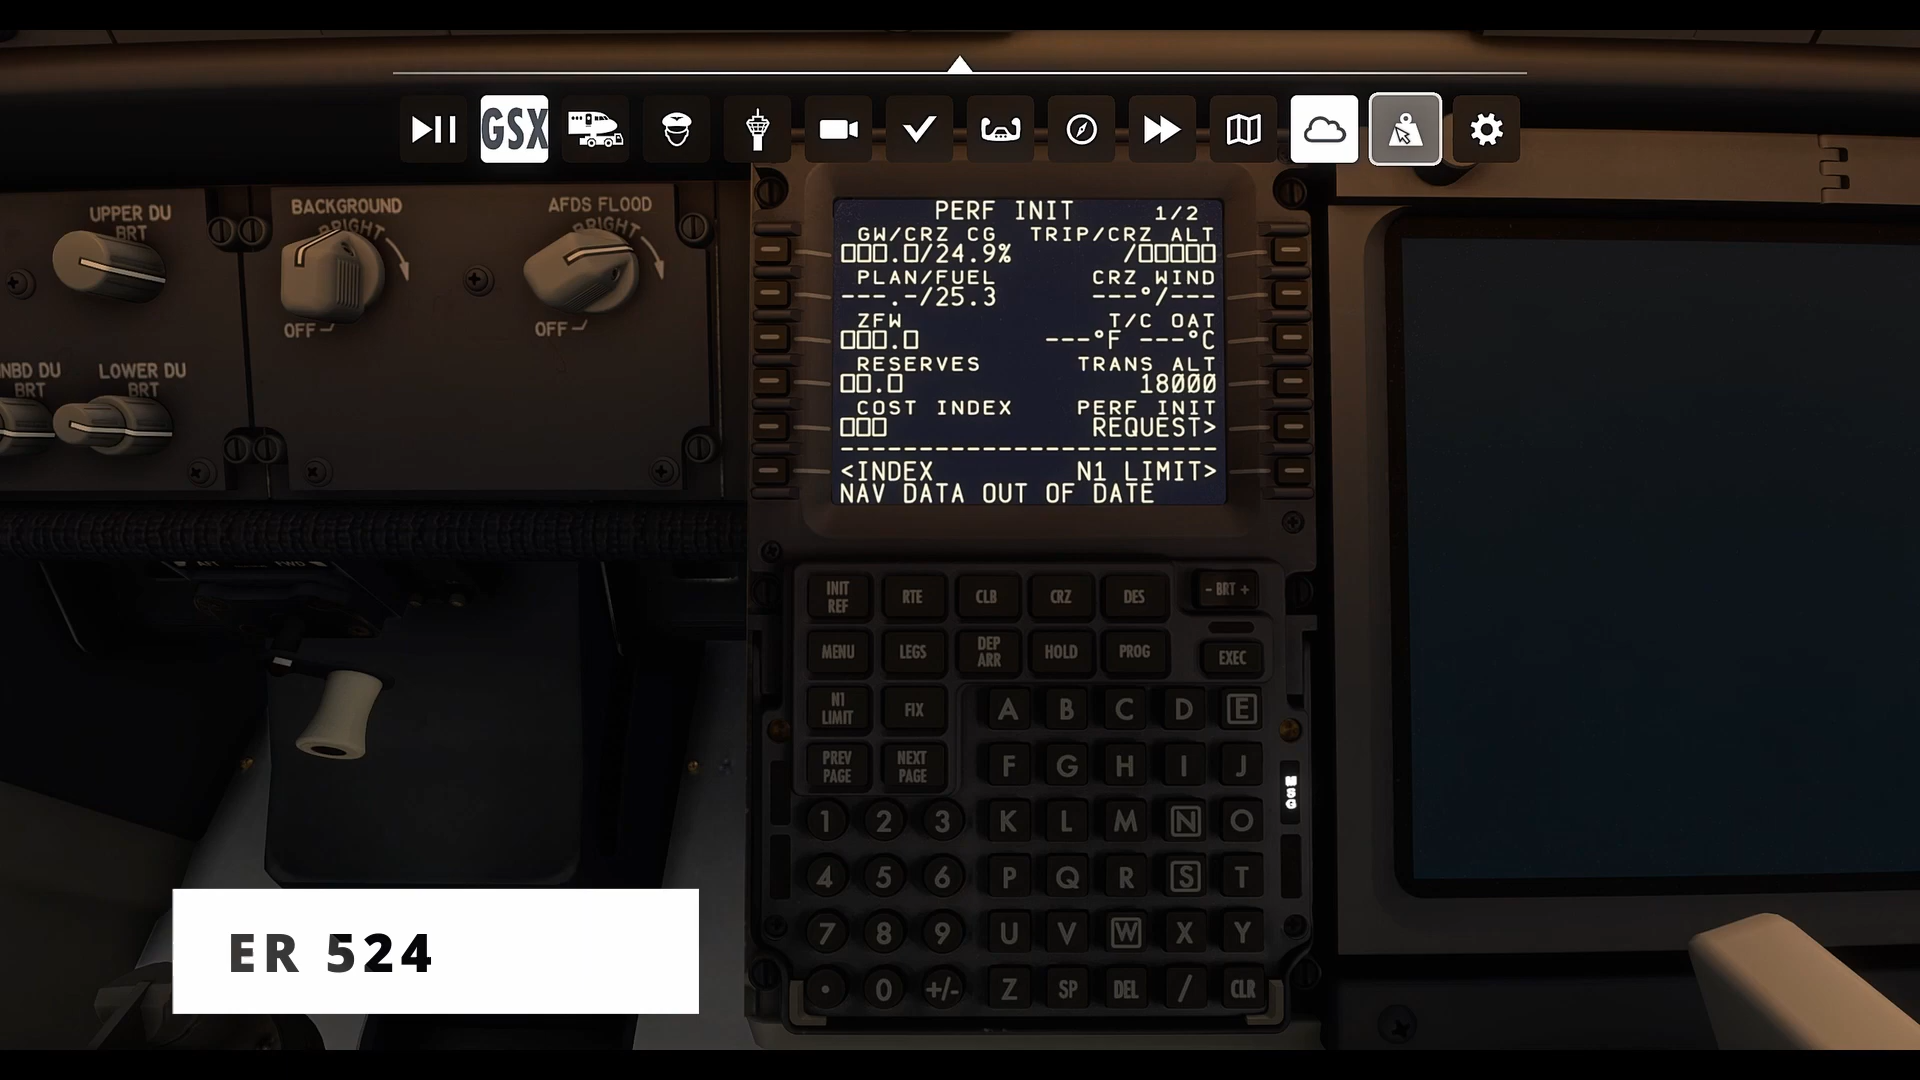 GSX
UPPER DU
BRT
BACKGROUND
BRIGHT
OFF
AFDS FLOOD
BRIGHT
OFF
NBD DU
BRT
LOWER DU
BRT
PERF INIT 1/2
GW/CRZ CG TRIP/CRZ ALT
□□□.□/24.9% /□□□□□
PLAN/FUEL CRZ WIND
---.-/25.3 ---°/---
ZFW T/C OAT
□□□.□ ---°F ---°C
RESERVES TRANS ALT
□□.□ 18000
COST INDEX PERF INIT
□□□ REQUEST>
------------------------
<INDEX N1 LIMIT>
NAV DATA OUT OF DATE
INIT REF RTE CLB CRZ DES - BRT +
MENU LEGS DEP ARR HOLD PROG EXEC
N1 LIMIT FIX A B C D E
PREV PAGE NEXT PAGE F G H I J
MSG
1 2 3 K L M N O
4 5 6 P Q R S T
7 8 9 U V W X Y
. 0 +/- Z SP DEL / CLR
ER 524